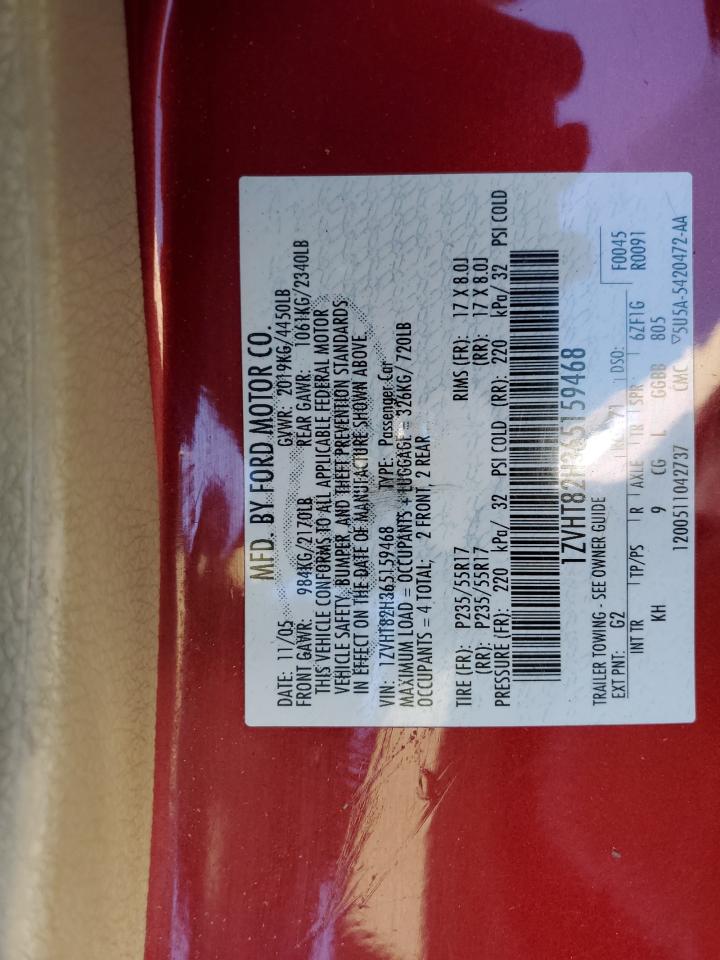 MFD. BY FORD MOTOR CO.
DATE: 11/05 GVWR: 2019KG/4450LB
FRONT GAWR: 984KG/2170LB REAR GAWR: 1061KG/2340LB
THIS VEHICLE CONFORMS TO ALL APPLICABLE FEDERAL MOTOR
VEHICLE SAFETY, BUMPER, AND THEFT PREVENTION STANDARDS
IN EFFECT ON THE DATE OF MANUFACTURE SHOWN ABOVE.
VIN: 1ZVHT82H365159468 TYPE: Passenger Car
MAXIMUM LOAD = OCCUPANTS + LUGGAGE = 326KG/720LB
OCCUPANTS = 4 TOTAL; 2 FRONT, 2 REAR
TIRE (FR): P235/55R17 RIMS (FR): 17 X 8.0J
(RR): P235/55R17 (RR): 17 X 8.0J
PRESSURE (FR): 220 kPa/ 32 PSI COLD (RR): 220 kPa/ 32 PSI COLD
1ZVHT82H365159468
TRAILER TOWING - SEE OWNER GUIDE
EXT PNT: G2 71 DSO: F0045
INT TR TP/PS R AXLE TR SPR 6ZF1G R0091
KH 9 CG L GGBB 805
1200511042737 CMC ▽5U5A-5420472-AA